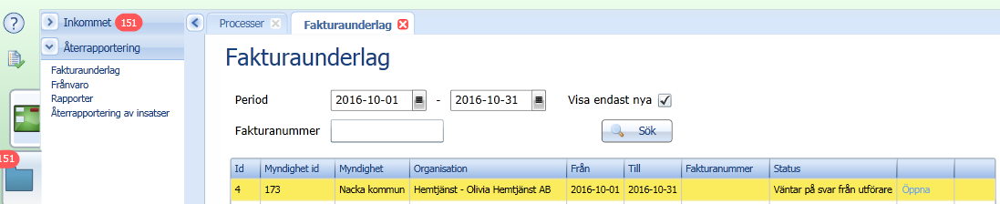 Inkommet 151
Processer
Fakturaunderlag
Återrapportering
Fakturaunderlag
Frånvaro
Rapporter
Återrapportering av insatser
151
Fakturaunderlag
Period 2016-10-01 - 2016-10-31 Visa endast nya
Fakturanummer Sök
Id Myndighet id Myndighet Organisation Från Till Fakturanummer Status
4 173 Nacka kommun Hemtjänst - Olivia Hemtjänst AB 2016-10-01 2016-10-31 Väntar på svar från utförare Öppna